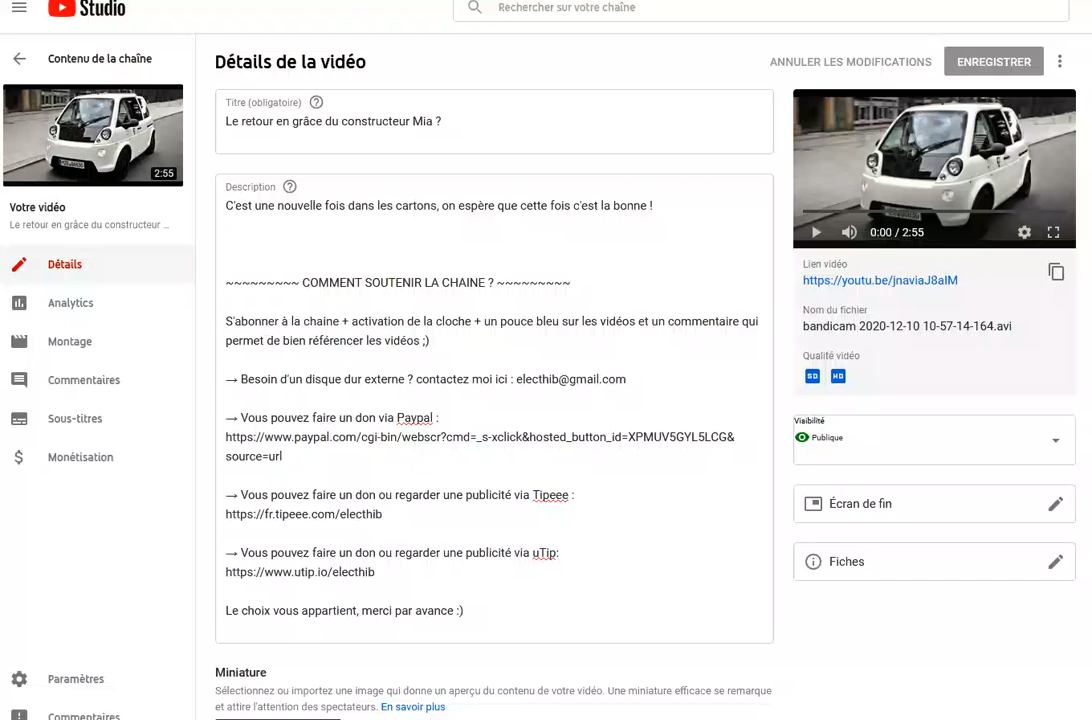 Studio
Rechercher sur votre chaîne
Contenu de la chaîne
2:55
Votre vidéo
Le retour en grâce du constructeur ...
Détails
Analytics
Montage
Commentaires
Sous-titres
Monétisation
Paramètres
Commentaires
Détails de la vidéo
ANNULER LES MODIFICATIONS
ENREGISTRER
Titre (obligatoire)
Le retour en grâce du constructeur Mia ?
Description
C'est une nouvelle fois dans les cartons, on espère que cette fois c'est la bonne !
~~~~~~~~~ COMMENT SOUTENIR LA CHAINE ? ~~~~~~~~~
S'abonner à la chaine + activation de la cloche + un pouce bleu sur les vidéos et un commentaire qui
permet de bien référencer les vidéos ;)
→ Besoin d'un disque dur externe ? contactez moi ici : electhib@gmail.com
→ Vous pouvez faire un don via Paypal :
https://www.paypal.com/cgi-bin/webscr?cmd=_s-xclick&hosted_button_id=XPMUV5GYL5LCG&
source=url
→ Vous pouvez faire un don ou regarder une publicité via Tipeee :
https://fr.tipeee.com/electhib
→ Vous pouvez faire un don ou regarder une publicité via uTip:
https://www.utip.io/electhib
Le choix vous appartient, merci par avance :)
Miniature
Sélectionnez ou importez une image qui donne un aperçu du contenu de votre vidéo. Une miniature efficace se remarque
et attire l'attention des spectateurs. En savoir plus
0:00 / 2:55
Lien vidéo
https://youtu.be/jnaviaJ8aIM
Nom du fichier
bandicam 2020-12-10 10-57-14-164.avi
Qualité vidéo
SD HD
Visibilité
Publique
Écran de fin
Fiches